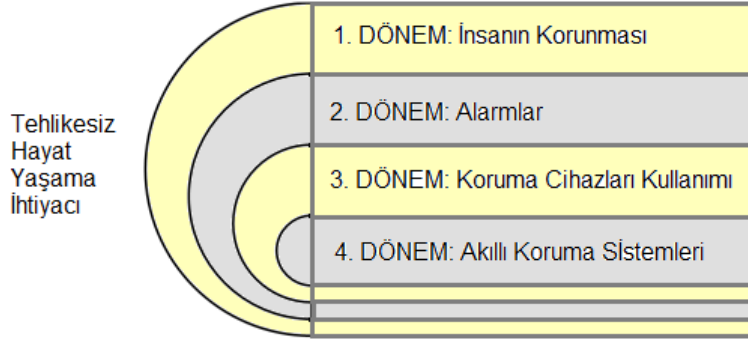 1. DÖNEM: İnsanın Korunması
2. DÖNEM: Alarmlar
Tehlikesiz
Hayat
Yaşama
İhtiyacı
3. DÖNEM: Koruma Cihazları Kullanımı
4. DÖNEM: Akıllı Koruma Sİstemleri